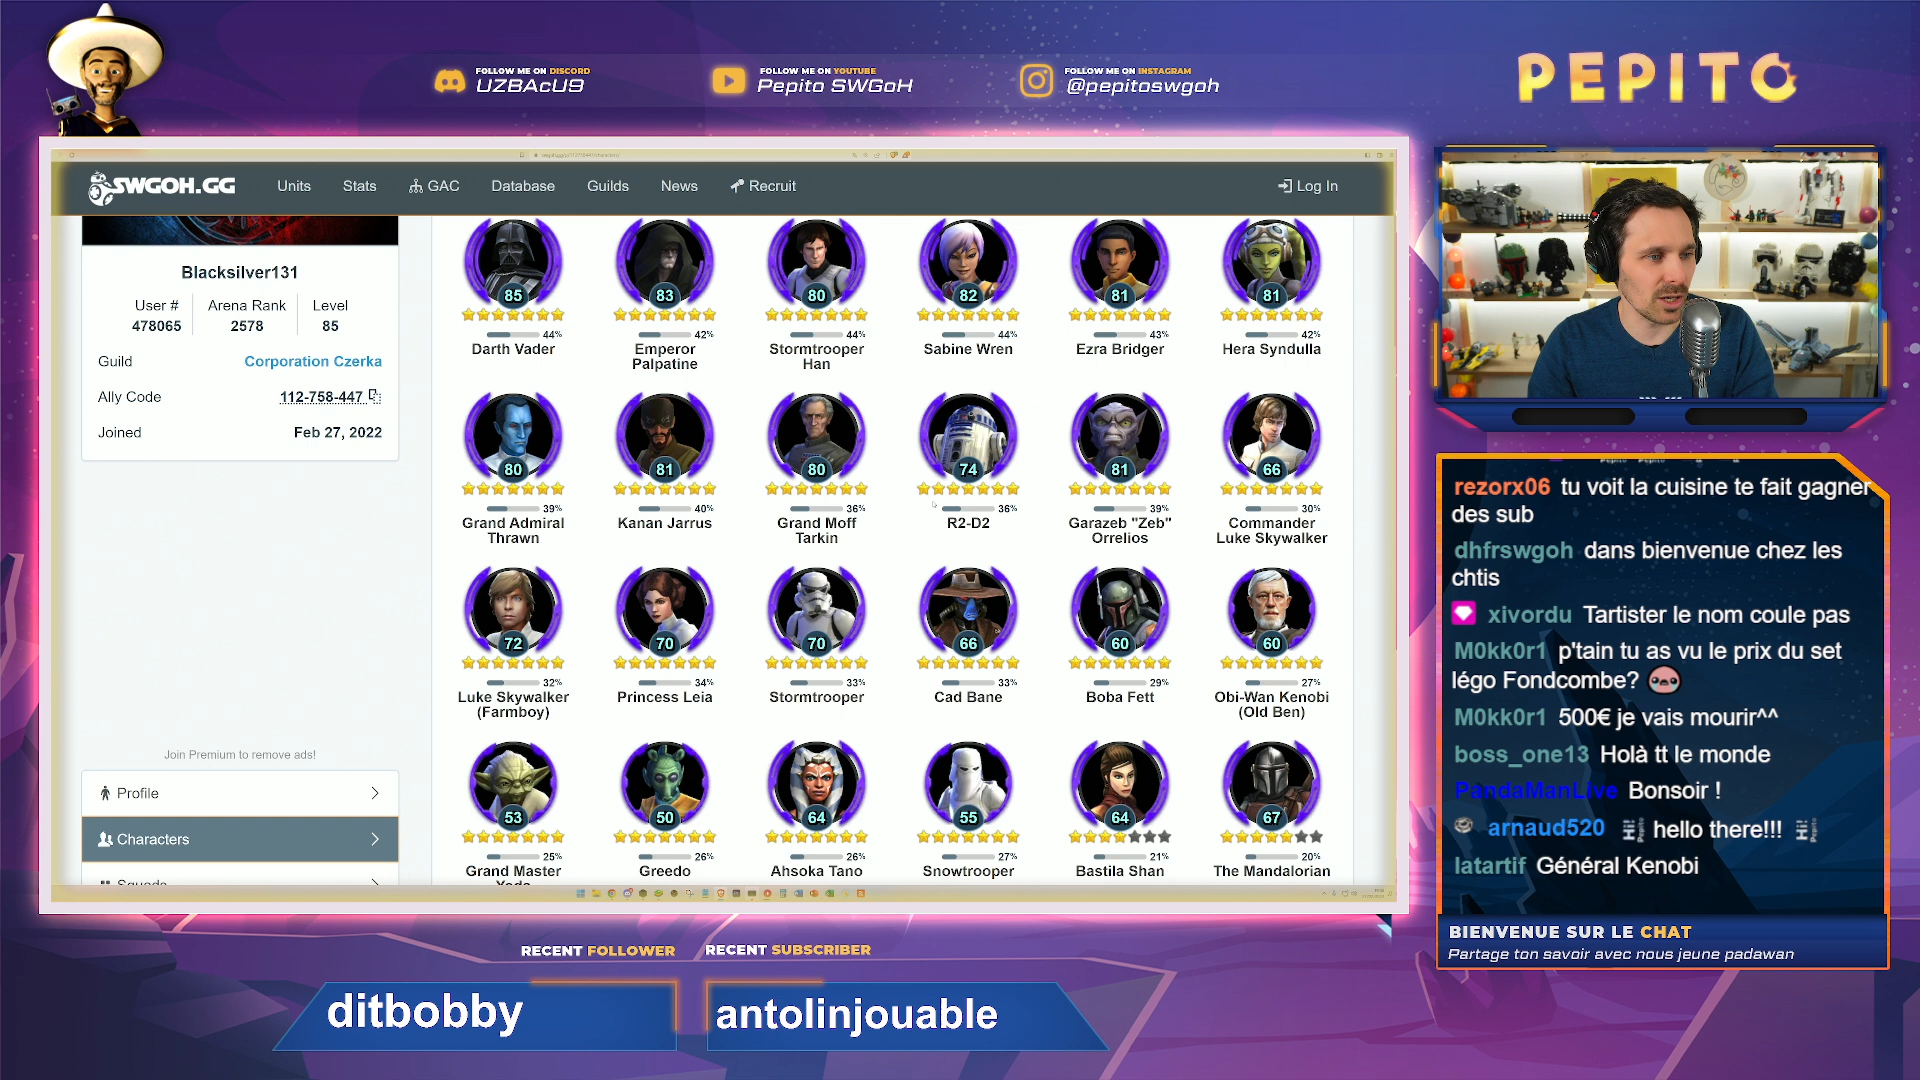 FOLLOW ME ON DISCORD
UZBAcU9
FOLLOW ME ON YOUTUBE
Pepito SWGoH
FOLLOW ME ON INSTAGRAM
@pepitoswgoh
PEPITO
SWGOH.GG
Units
Stats
GAC
Database
Guilds
News
Recruit
Log In
Blacksilver131
User #
Arena Rank
Level
478065
2578
85
Guild
Corporation Czerka
Ally Code
112-758-447
Joined
Feb 27, 2022
Join Premium to remove ads!
Profile
Characters
Squads
85
83
80
82
81
81
44%
42%
44%
44%
43%
42%
Darth Vader
Emperor
Palpatine
Stormtrooper
Han
Sabine Wren
Ezra Bridger
Hera Syndulla
80
81
80
74
81
66
39%
40%
36%
36%
39%
30%
Grand Admiral
Thrawn
Kanan Jarrus
Grand Moff
Tarkin
R2-D2
Garazeb "Zeb"
Orrelios
Commander
Luke Skywalker
72
70
70
66
60
60
32%
34%
33%
33%
29%
27%
Luke Skywalker
(Farmboy)
Princess Leia
Stormtrooper
Cad Bane
Boba Fett
Obi-Wan Kenobi
(Old Ben)
53
50
64
55
64
67
25%
26%
26%
27%
21%
20%
Grand Master
Yoda
Greedo
Ahsoka Tano
Snowtrooper
Bastila Shan
The Mandalorian
rezorx06 tu voit la cuisine te fait gagner
des sub
dhfrswgoh dans bienvenue chez les
chtis
xivordu Tartister le nom coule pas
M0kk0r1 p'tain tu as vu le prix du set
légo Fondcombe?
M0kk0r1 500€ je vais mourir^^
boss_one13 Holà tt le monde
PandaManLive Bonsoir !
arnaud520 hello there!!!
latartif Général Kenobi
BIENVENUE SUR LE CHAT
Partage ton savoir avec nous jeune padawan
RECENT FOLLOWER
RECENT SUBSCRIBER
ditbobby
antolinjouable